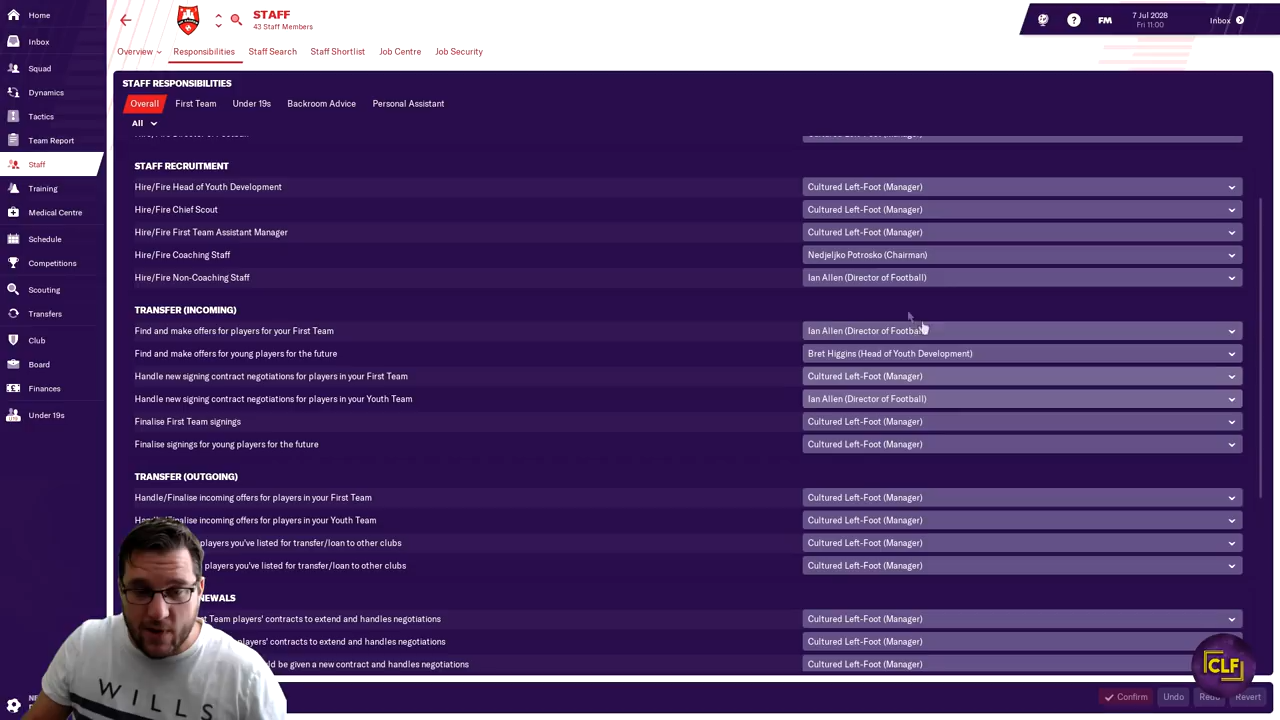 Home
Inbox
Squad
Dynamics
Tactics
Team Report
Staff
Training
Medical Centre
Schedule
Competitions
Scouting
Transfers
Club
Board
Finances
Under 19s
STAFF
43 Staff Members
FM
7 Jul 2028
Fri 11:00
Inbox
Overview
Responsibilities
Staff Search
Staff Shortlist
Job Centre
Job Security
STAFF RESPONSIBILITIES
Overall
First Team
Under 19s
Backroom Advice
Personal Assistant
All
STAFF RECRUITMENT
Hire/Fire Head of Youth Development Cultured Left-Foot (Manager)
Hire/Fire Chief Scout Cultured Left-Foot (Manager)
Hire/Fire First Team Assistant Manager Cultured Left-Foot (Manager)
Hire/Fire Coaching Staff Nedjeljko Potrosko (Chairman)
Hire/Fire Non-Coaching Staff Ian Allen (Director of Football)
TRANSFER (INCOMING)
Find and make offers for players for your First Team Ian Allen (Director of Football)
Find and make offers for young players for the future Bret Higgins (Head of Youth Development)
Handle new signing contract negotiations for players in your First Team Cultured Left-Foot (Manager)
Handle new signing contract negotiations for players in your Youth Team Ian Allen (Director of Football)
Finalise First Team signings Cultured Left-Foot (Manager)
Finalise signings for young players for the future Cultured Left-Foot (Manager)
TRANSFER (OUTGOING)
Handle/Finalise incoming offers for players in your First Team Cultured Left-Foot (Manager)
incoming offers for players in your Youth Team Cultured Left-Foot (Manager)
players you've listed for transfer/loan to other clubs Cultured Left-Foot (Manager)
players you've listed for transfer/loan to other clubs Cultured Left-Foot (Manager)
Team players' contracts to extend and handles negotiations Cultured Left-Foot (Manager)
players' contracts to extend and handles negotiations Cultured Left-Foot (Manager)
be given a new contract and handles negotiations Cultured Left-Foot (Manager)
WILLS
CLF
Confirm
Undo
Redo
Revert